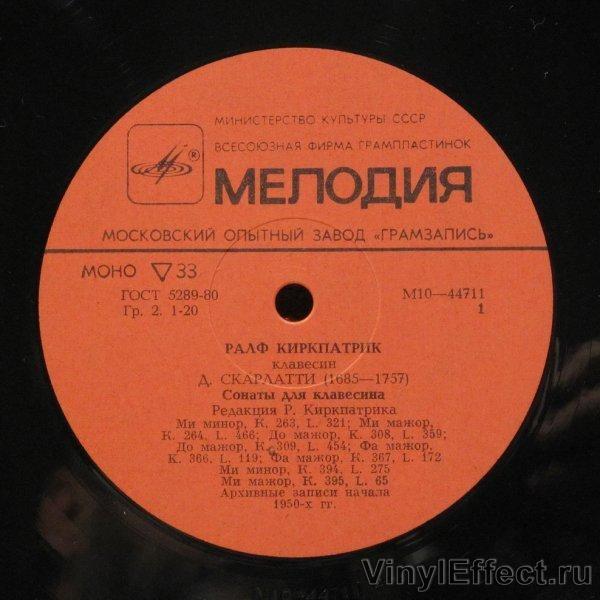 МИНИСТЕРСТВО КУЛЬТУРЫ СССР
ВСЕСОЮЗНАЯ ФИРМА ГРАМПЛАСТИНОК
®
МЕЛОДИЯ
МОСКОВСКИЙ ОПЫТНЫЙ ЗАВОД «ГРАМЗАПИСЬ»
МОНО ▽ 33
ГОСТ 5289-80
Гр. 2. 1-20
М10—44711
1
РАЛФ КИРКПАТРИК
клавесин
Д. СКАРЛАТТИ (1685—1757)
Сонаты для клавесина
Редакция Р. Киркпатрика
Ми минор, К. 263, L. 321; Ми мажор,
К. 264, L. 466; До мажор, К. 308, L. 359;
До мажор, К. 309, L. 454; Фа мажор,
К. 366, L. 119; Фа мажор, К. 367, L. 172
Ми минор, К. 394, L. 275
Ми мажор, К. 395, L. 65
Архивные записи начала
1950-х гг.
VinylEffect.ru